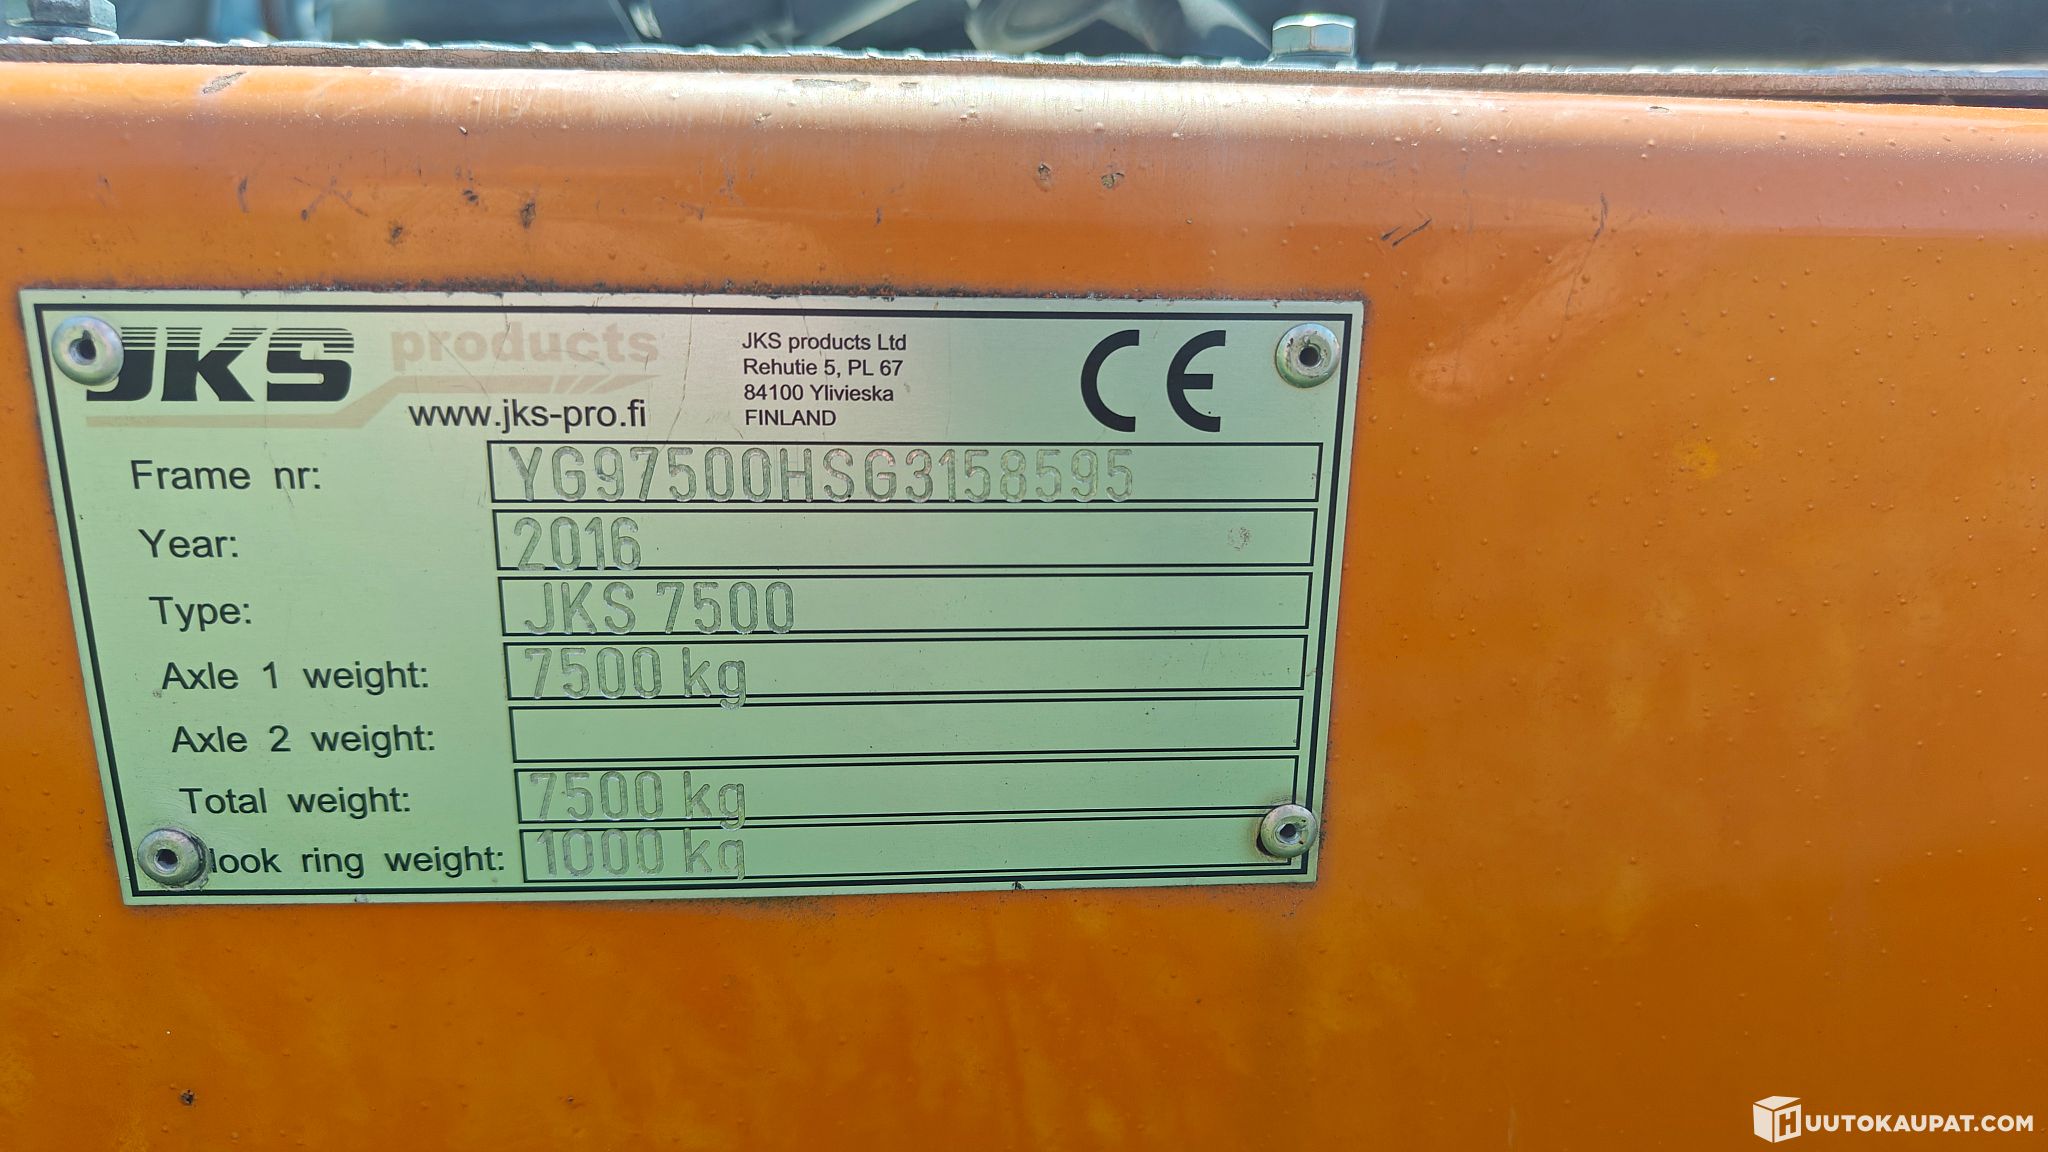 JKS products
www.jks-pro.fi
JKS products Ltd
Rehutie 5, PL 67
84100 Ylivieska
FINLAND
CE
Frame nr: YG97500HSG3158595
Year: 2016
Type: JKS 7500
Axle 1 weight: 7500 kg
Axle 2 weight:
Total weight: 7500 kg
Hook ring weight: 1000 kg
HUUTOKAUPAT.COM